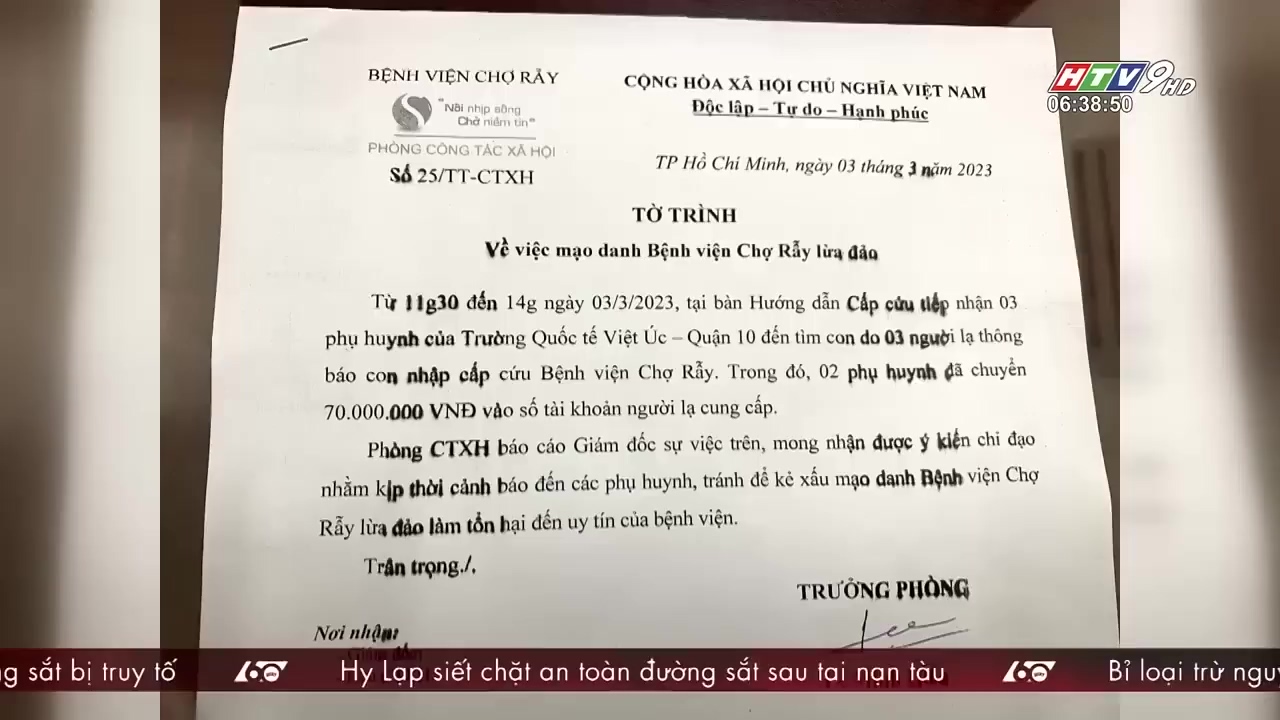 BỆNH VIỆN CHỢ RẪY
"Nối nhịp sống
Chở niềm tin"
PHÒNG CÔNG TÁC XÃ HỘI
Số 25/TT-CTXH
CỘNG HÒA XÃ HỘI CHỦ NGHĨA VIỆT NAM
Độc lập – Tự do – Hạnh phúc
TP Hồ Chí Minh, ngày 03 tháng 3 năm 2023
HTV9 HD
06:38:50
TỜ TRÌNH
Về việc mạo danh Bệnh viện Chợ Rẫy lừa đảo
Từ 11g30 đến 14g ngày 03/3/2023, tại bàn Hướng dẫn Cấp cứu tiếp nhận 03
phụ huynh của Trường Quốc tế Việt Úc – Quận 10 đến tìm con do 03 người lạ thông
báo con nhập cấp cứu Bệnh viện Chợ Rẫy. Trong đó, 02 phụ huynh đã chuyển
70.000.000 VNĐ vào số tài khoản người lạ cung cấp.
Phòng CTXH báo cáo Giám đốc sự việc trên, mong nhận được ý kiến chỉ đạo
nhằm kịp thời cảnh báo đến các phụ huynh, tránh để kẻ xấu mạo danh Bệnh viện Chợ
Rẫy lừa đảo làm tổn hại đến uy tín của bệnh viện.
Trân trọng./.
TRƯỞNG PHÒNG
Nơi nhận:
g sắt bị truy tố 60 giây Hy Lạp siết chặt an toàn đường sắt sau tai nạn tàu 60 giây Bỉ loại trừ ngu